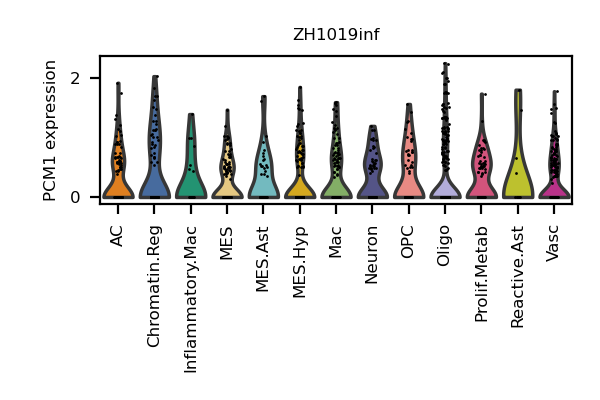 ZH1019inf
PCM1 expression
2
0
AC
Chromatin.Reg
Inflammatory.Mac
MES
MES.Ast
MES.Hyp
Mac
Neuron
OPC
Oligo
Prolif.Metab
Reactive.Ast
Vasc